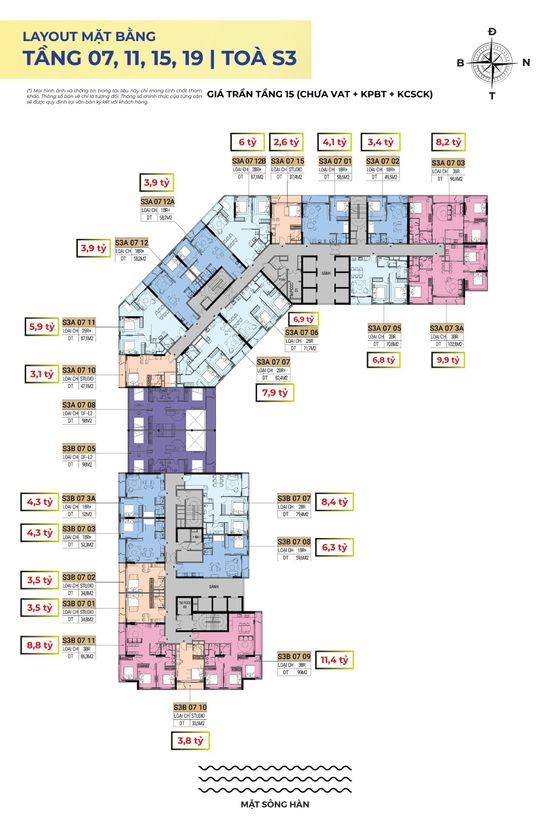 LAYOUT MẶT BẰNG
TẦNG 07, 11, 15, 19 | TOÀ S3
(*) Mọi hình ảnh và thông tin trong tài liệu này chỉ mang tính chất tham
khảo. Thông số bản vẽ chỉ là tương đối. Thông số chính thức của từng căn
sẽ được quy định tại văn bản ký kết với khách hàng.
GIÁ TRẦN TẦNG 15 (CHƯA VAT + KPBT + KCSCK)
Đ
B
N
T
6 tỷ
2,6 tỷ
4,1 tỷ
3,4 tỷ
8,2 tỷ
S3A 07 12B
LOẠI CH 2BR+
DT 87,1M2
S3A 07 15
LOẠI CH STUDIO
DT 37,4M2
S3A 07 01
LOẠI CH 1BR+
DT 58,6M2
S3A 07 02
LOẠI CH 1BR
DT 49,5M2
S3A 07 03
LOẠI CH 3BR
DT 96,8M2
3,9 tỷ
S3A 07 12A
LOẠI CH 1BR+
DT 58,2M2
3,9 tỷ
S3A 07 12
LOẠI CH 1BR+
DT 58,2M2
SẢNH
5,9 tỷ
S3A 07 11
LOẠI CH 2BR+
DT 87,9M2
6,9 tỷ
S3A 07 06
LOẠI CH 2BR
DT 71,7M2
S3A 07 05
LOẠI CH 2BR
DT 70,8M2
6,8 tỷ
S3A 07 3A
LOẠI CH 3BR
DT 102,8M2
9,9 tỷ
3,1 tỷ
S3A 07 10
LOẠI CH STUDIO
DT 47,1M2
S3A 07 07
LOẠI CH 2BR+
DT 82,4M2
7,9 tỷ
S3A 07 08
LOẠI CH DF-L2
DT 98M2
S3B 07 05
LOẠI CH DF-L2
DT 98M2
4,3 tỷ
S3B 07 3A
LOẠI CH 1BR+
DT 52M2
S3B 07 07
LOẠI CH 2BR
DT 79,4M2
8,4 tỷ
4,3 tỷ
S3B 07 03
LOẠI CH 1BR+
DT 52,3M2
S3B 07 08
LOẠI CH 1BR+
DT 59,6M2
6,3 tỷ
3,5 tỷ
S3B 07 02
LOẠI CH STUDIO
DT 34,8M2
SẢNH
3,5 tỷ
S3B 07 01
LOẠI CH STUDIO
DT 34,8M2
8,8 tỷ
S3B 07 11
LOẠI CH 3BR
S3B 07 09
LOẠI CH 3BR
DT 99M2
11,4 tỷ
S3B 07 10
LOẠI CH STUDIO
DT 33,5M2
3,8 tỷ
MẶT SÔNG HÀN